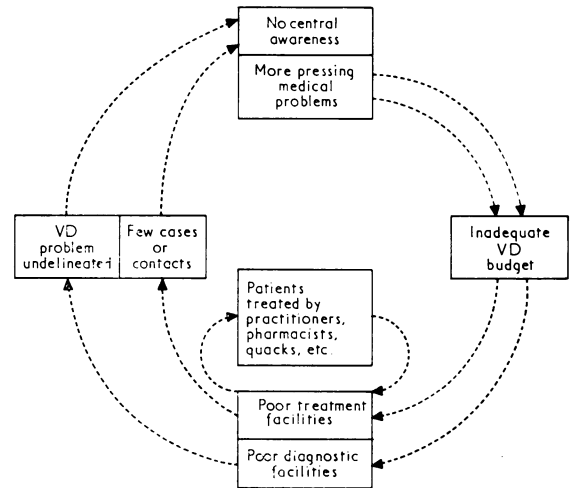 No central
awareness
More pressing
medical
problems
VD
problem
undelineated
Few cases
or
contacts
Inadequate
VD
budget
Patients
treated by
practitioners,
pharmacists,
quacks, etc.
Poor treatment
facilities
Poor diagnostic
facilities